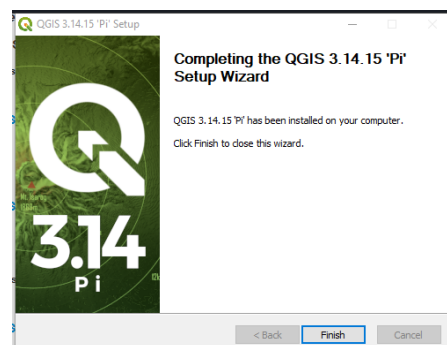 QGIS 3.14.15 'Pi' Setup
Completing the QGIS 3.14.15 'Pi'
Setup Wizard
QGIS 3.14.15 'Pi' has been installed on your computer.
Click Finish to close this wizard.
3.14
Pi
< Back
Finish
Cancel